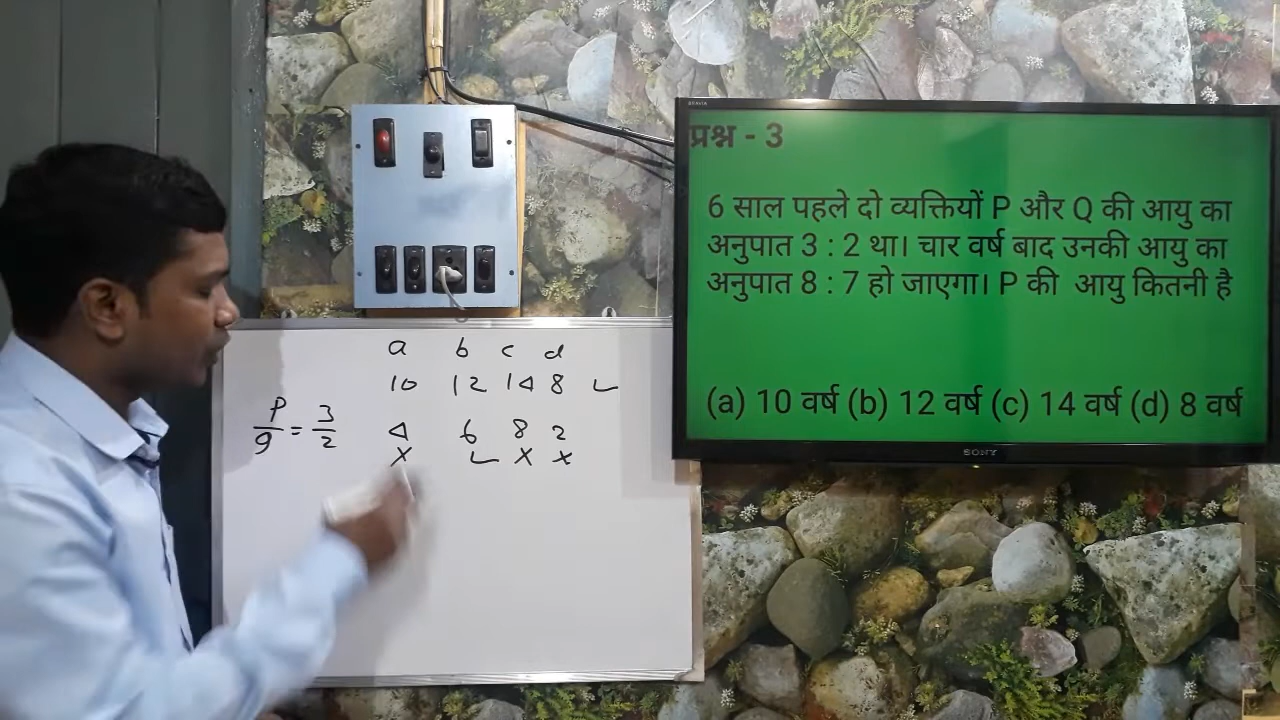 प्रश्न - 3
6 साल पहले दो व्यक्तियों P और Q की आयु का
अनुपात 3 : 2 था। चार वर्ष बाद उनकी आयु का
अनुपात 8 : 7 हो जाएगा। P की आयु कितनी है
(a) 10 वर्ष (b) 12 वर्ष (c) 14 वर्ष (d) 8 वर्ष
SONY
a b c d
10 12 14 8 ✓
P/9 = 3/2 4 6 8 2
X ✓ X X